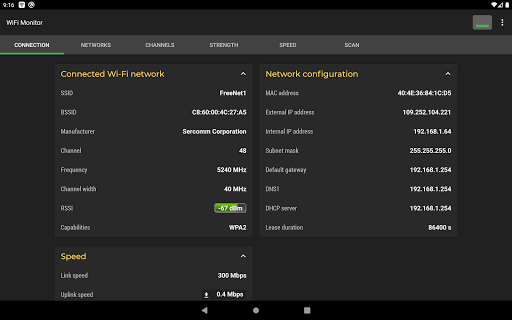 9:16
WiFi Monitor
CONNECTION NETWORKS CHANNELS STRENGTH SPEED SCAN
Connected Wi-Fi network
SSID FreeNet1
BSSID C8:60:00:4C:27:A5
Manufacturer Sercomm Corporation
Channel 48
Frequency 5240 MHz
Channel width 40 MHz
RSSI -67 dBm
Capabilities WPA2
Speed
Link speed 300 Mbps
Uplink speed 0.4 Mbps
Network configuration
MAC address 40:4E:36:84:1C:D5
External IP address 109.252.104.221
Internal IP address 192.168.1.64
Subnet mask 255.255.255.0
Default gateway 192.168.1.254
DNS1 192.168.1.254
DHCP server 192.168.1.254
Lease duration 86400 s